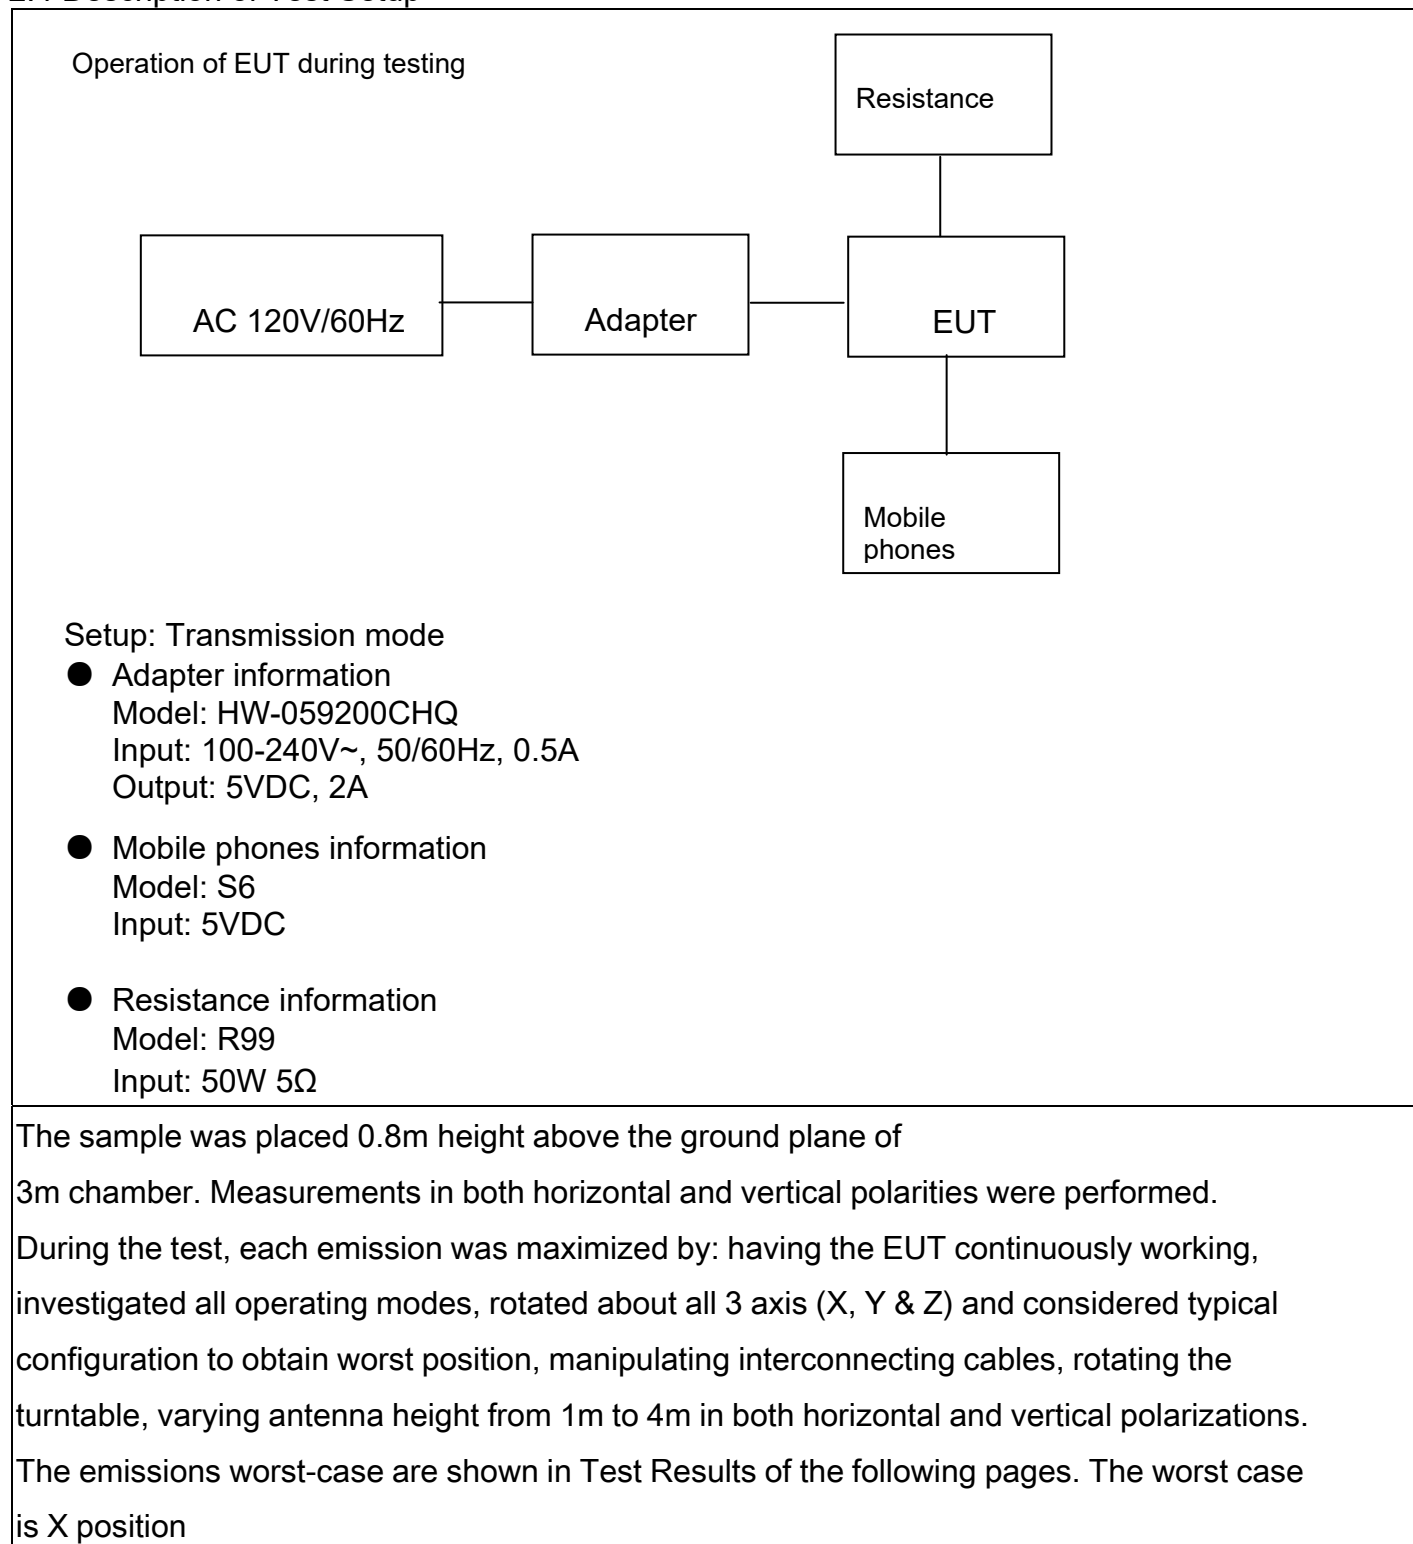 Operation of EUT during testing
Resistance
AC 120V/60Hz
Adapter
EUT
Mobile
phones
Setup: Transmission mode
● Adapter information
Model: HW-059200CHQ
Input: 100-240V~, 50/60Hz, 0.5A
Output: 5VDC, 2A
● Mobile phones information
Model: S6
Input: 5VDC
● Resistance information
Model: R99
Input: 50W 5Ω
The sample was placed 0.8m height above the ground plane of
3m chamber. Measurements in both horizontal and vertical polarities were performed.
During the test, each emission was maximized by: having the EUT continuously working,
investigated all operating modes, rotated about all 3 axis (X, Y & Z) and considered typical
configuration to obtain worst position, manipulating interconnecting cables, rotating the
turntable, varying antenna height from 1m to 4m in both horizontal and vertical polarizations.
The emissions worst-case are shown in Test Results of the following pages. The worst case
is X position